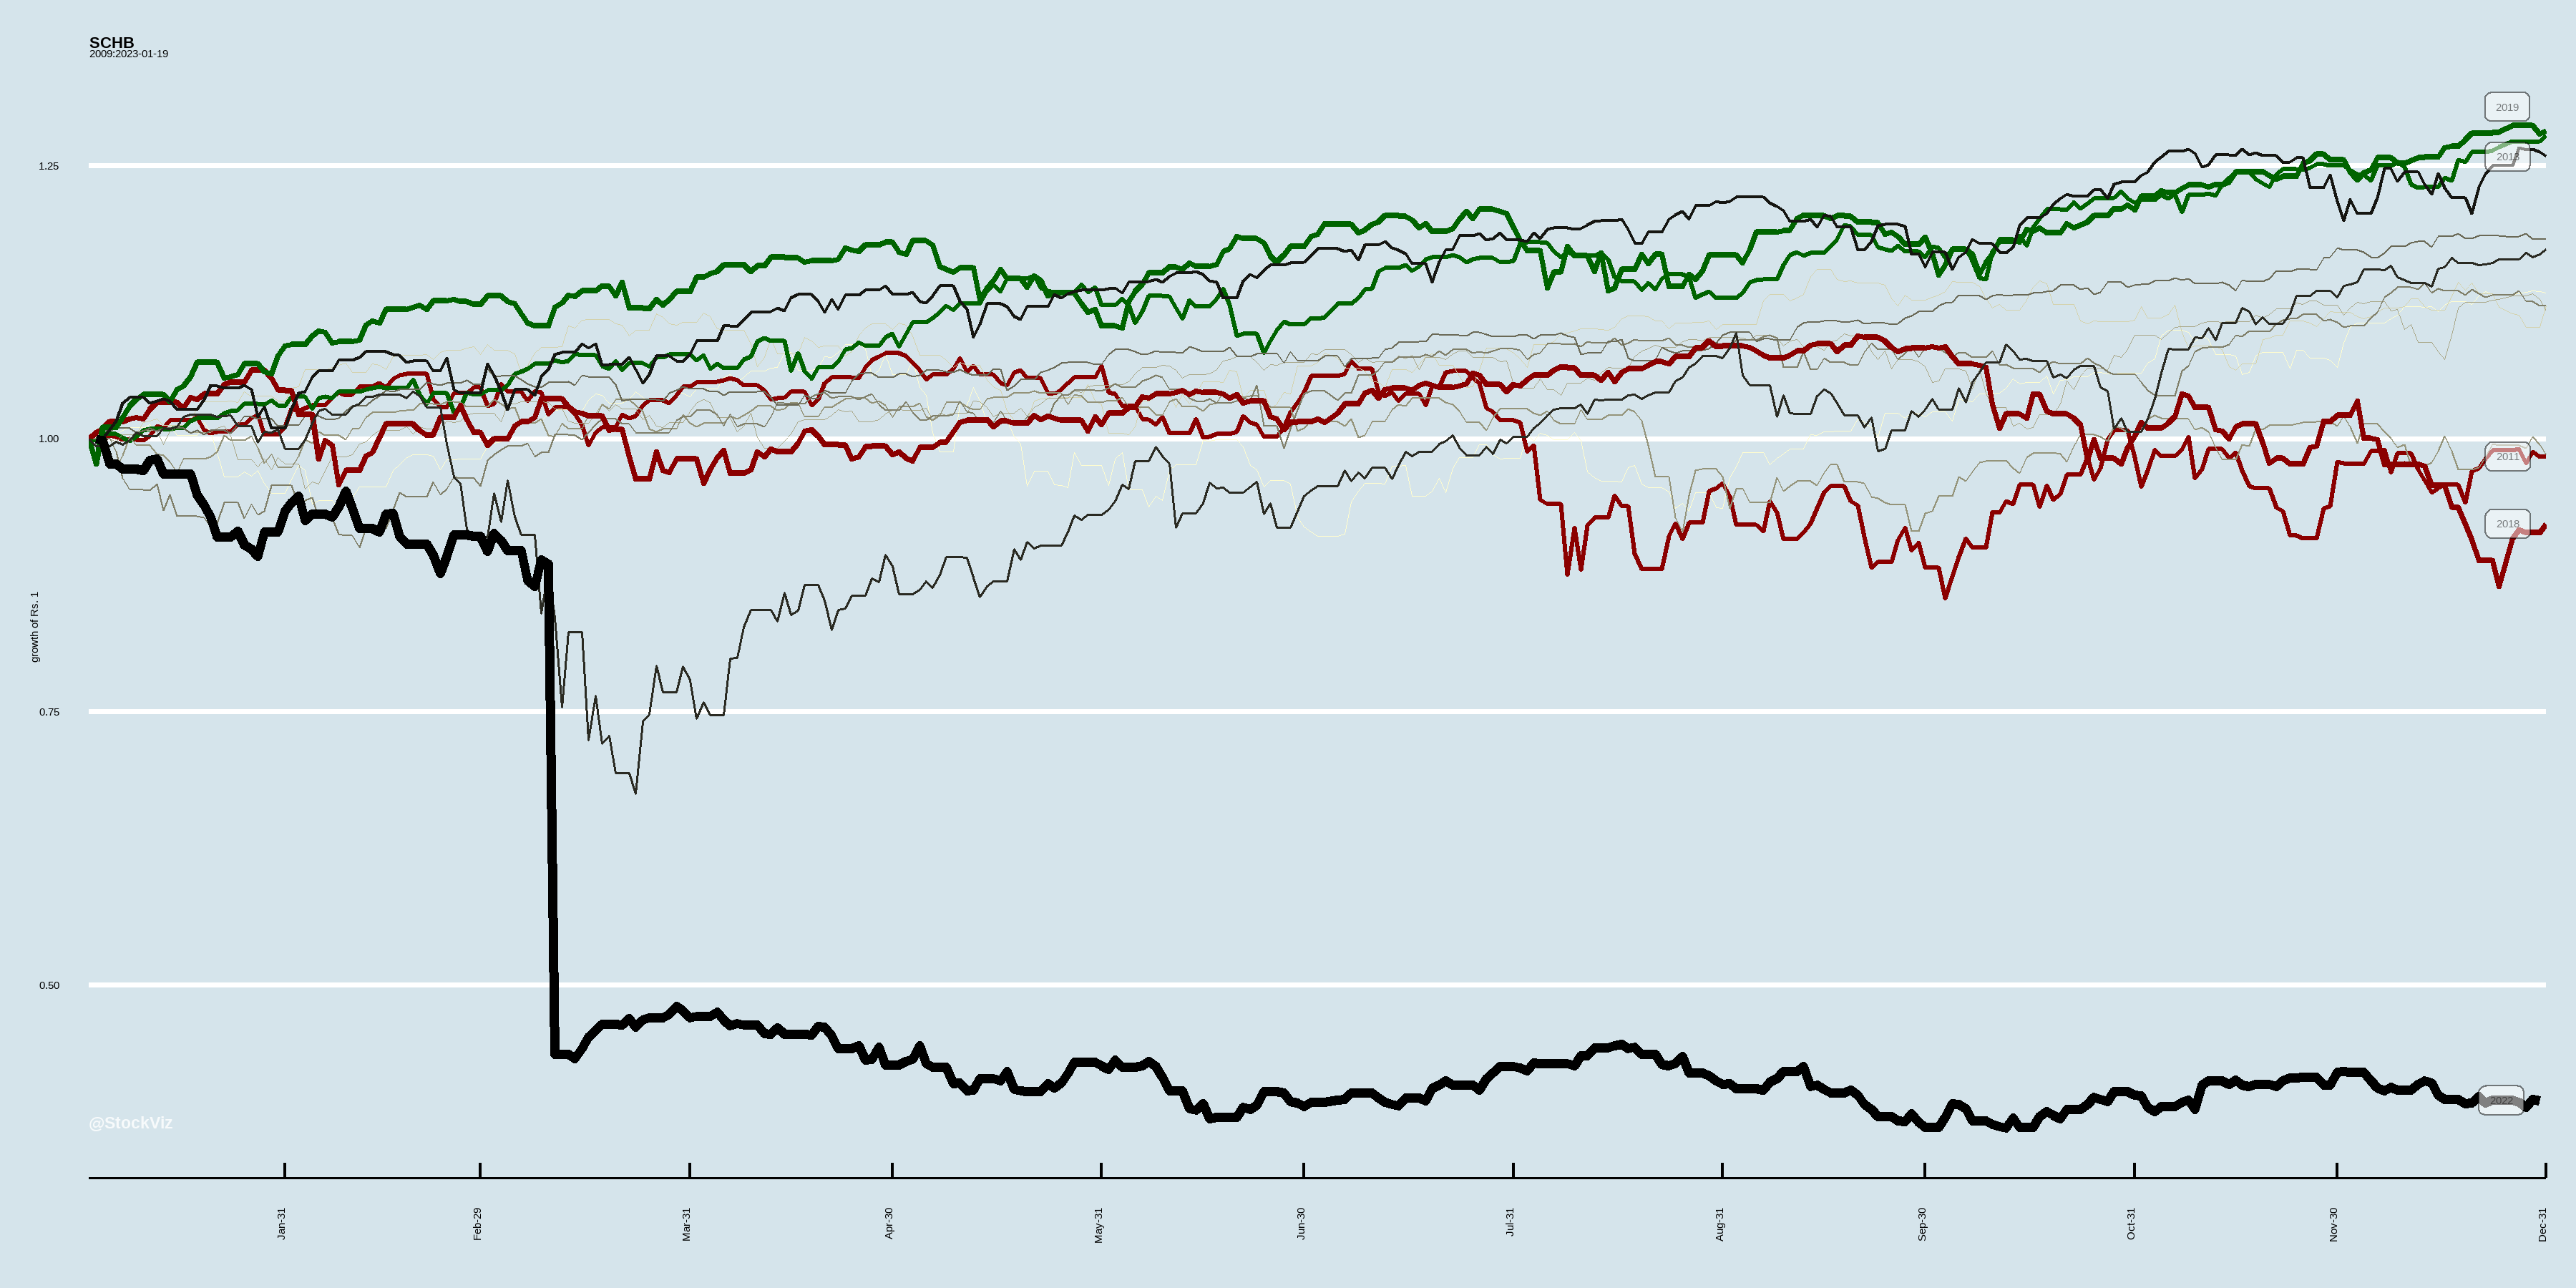 SCHB
2009:2023-01-19
2019
1.25
2013
1.00
2011
2018
growth of Rs. 1
0.75
0.50
2022
@StockViz
Jan-31
Feb-29
Mar-31
Apr-30
May-31
Jun-30
Jul-31
Aug-31
Sep-30
Oct-31
Nov-30
Dec-31